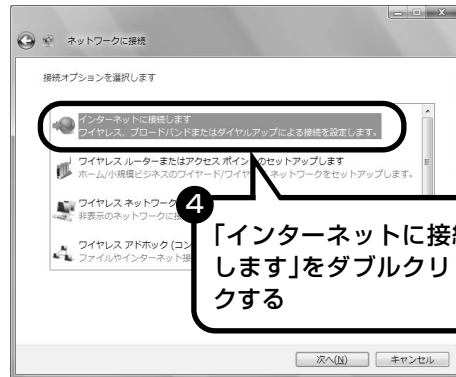 ネットワークに接続
接続オプションを選択します
インターネットに接続します
ワイヤレス、ブロードバンドまたはダイヤルアップによる接続を設定します。
ワイヤレス ルーターまたはアクセス ポイン のセットアップします
ホーム/小規模ビジネスのワイヤード/ワイヤ ネットワークをセットアップします。
ワイヤレス ネットワーク
非表示のネットワークに
ワイヤレス アドホック (コン
ファイルやインターネット接
4
「インターネットに接続
します」をダブルクリッ
クする
次へ(N)
キャンセル